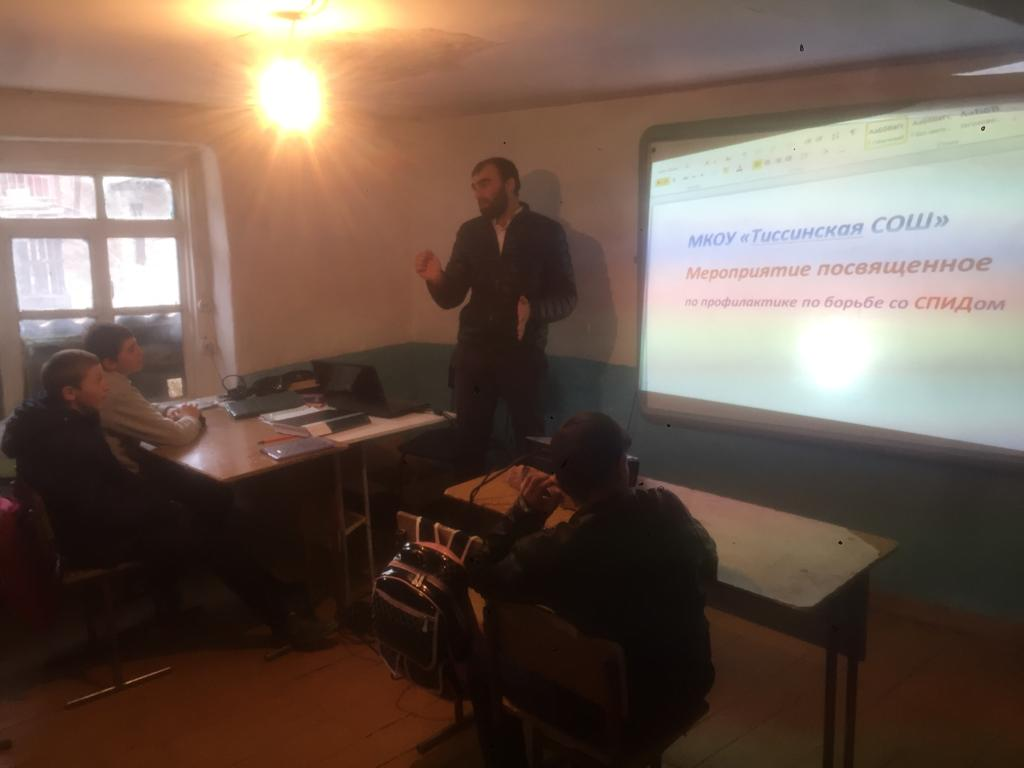 МКОУ «Тиссинская СОШ»
Мероприятие посвященное
по профилактике по борьбе со СПИДом